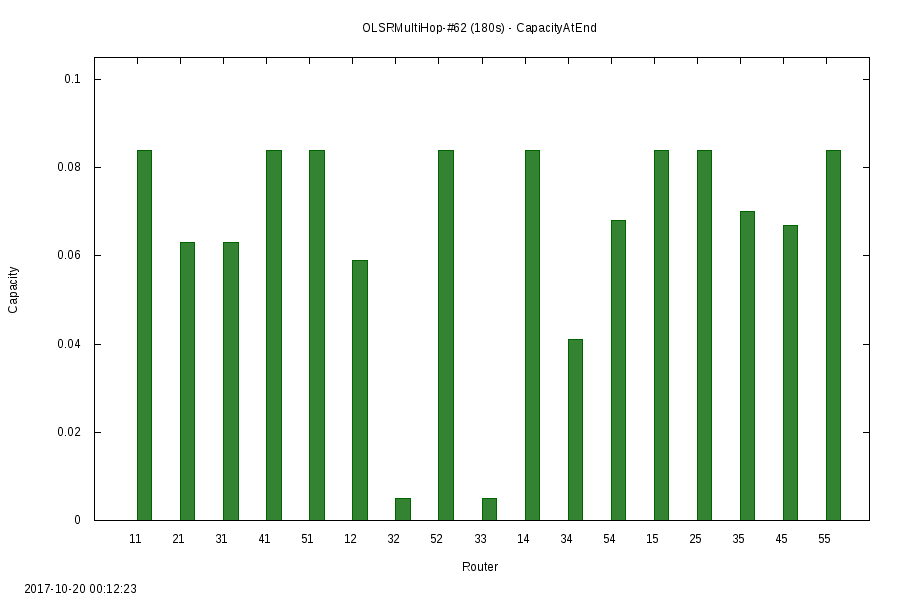 OLSRMultiHop-#62 (180s) - CapacityAtEnd
0.1
0.08
0.06
0.04
0.02
0
Capacity
11 21 31 41 51 12 32 52 33 14 34 54 15 25 35 45 55
Router
2017-10-20 00:12:23